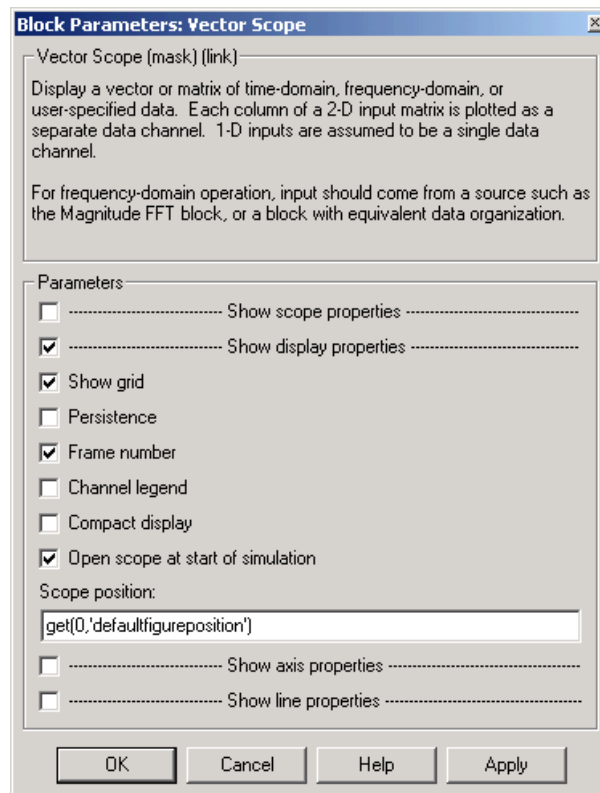 Block Parameters: Vector Scope
Vector Scope (mask) (link)
Display a vector or matrix of time-domain, frequency-domain, or
user-specified data.  Each column of a 2-D input matrix is plotted as a
separate data channel.  1-D inputs are assumed to be a single data
channel.
For frequency-domain operation, input should come from a source such as
the Magnitude FFT block, or a block with equivalent data organization.
Parameters
---------------------------- Show scope properties ------------------------------
---------------------------- Show display properties ------------------------------
Show grid
Persistence
Frame number
Channel legend
Compact display
Open scope at start of simulation
Scope position:
get(0,'defaultfigureposition')
---------------------------- Show axis properties -----------------------------------
---------------------------- Show line properties -----------------------------------
OK Cancel Help Apply